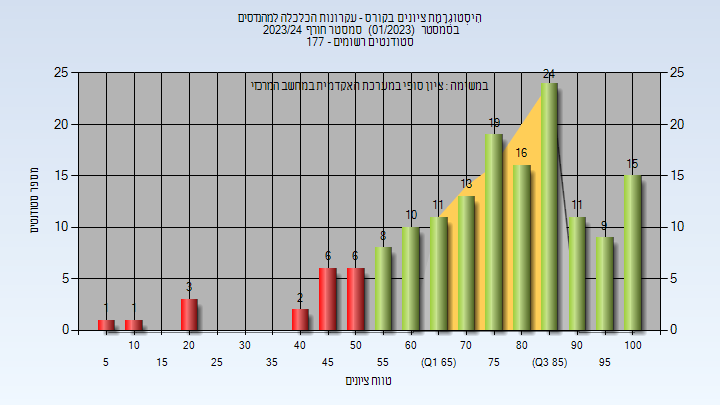 היסטוגרמת ציונים בקורס - עקרונות הכלכלה למהנדסים
בסמסטר (01/2023) סמסטר חורף 2023/24
סטודנטים רשומים - 177
במשימה : ציון סופי במערכת האקדמית במחשב המרכזי
מספר סטודנטים
25 20 15 10 5 0
1 1 3 2 6 6 8 10 11 13 19 16 24 11 9 15
25 20 15 10 5 0
10 20 30 40 50 60 70 80 90 100
5 15 25 35 45 55 (Q1 65) 75 (Q3 85) 95
טווח ציונים